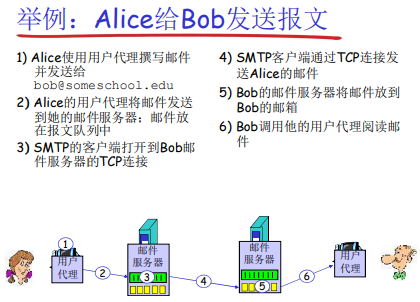 举例：Alice给Bob发送报文
1) Alice使用用户代理撰写邮件
并发送给
bob@someschool.edu
2) Alice的用户代理将邮件发送
到她的邮件服务器；邮件放
在报文队列中
3) SMTP的客户端打开到Bob邮
件服务器的TCP连接
4) SMTP客户端通过TCP连接发
送Alice的邮件
5) Bob的邮件服务器将邮件放到
Bob的邮箱
6) Bob调用他的用户代理阅读邮
件
1
用户
代理
2
邮件
服务器
3
4
邮件
服务器
5
6
用户
代理